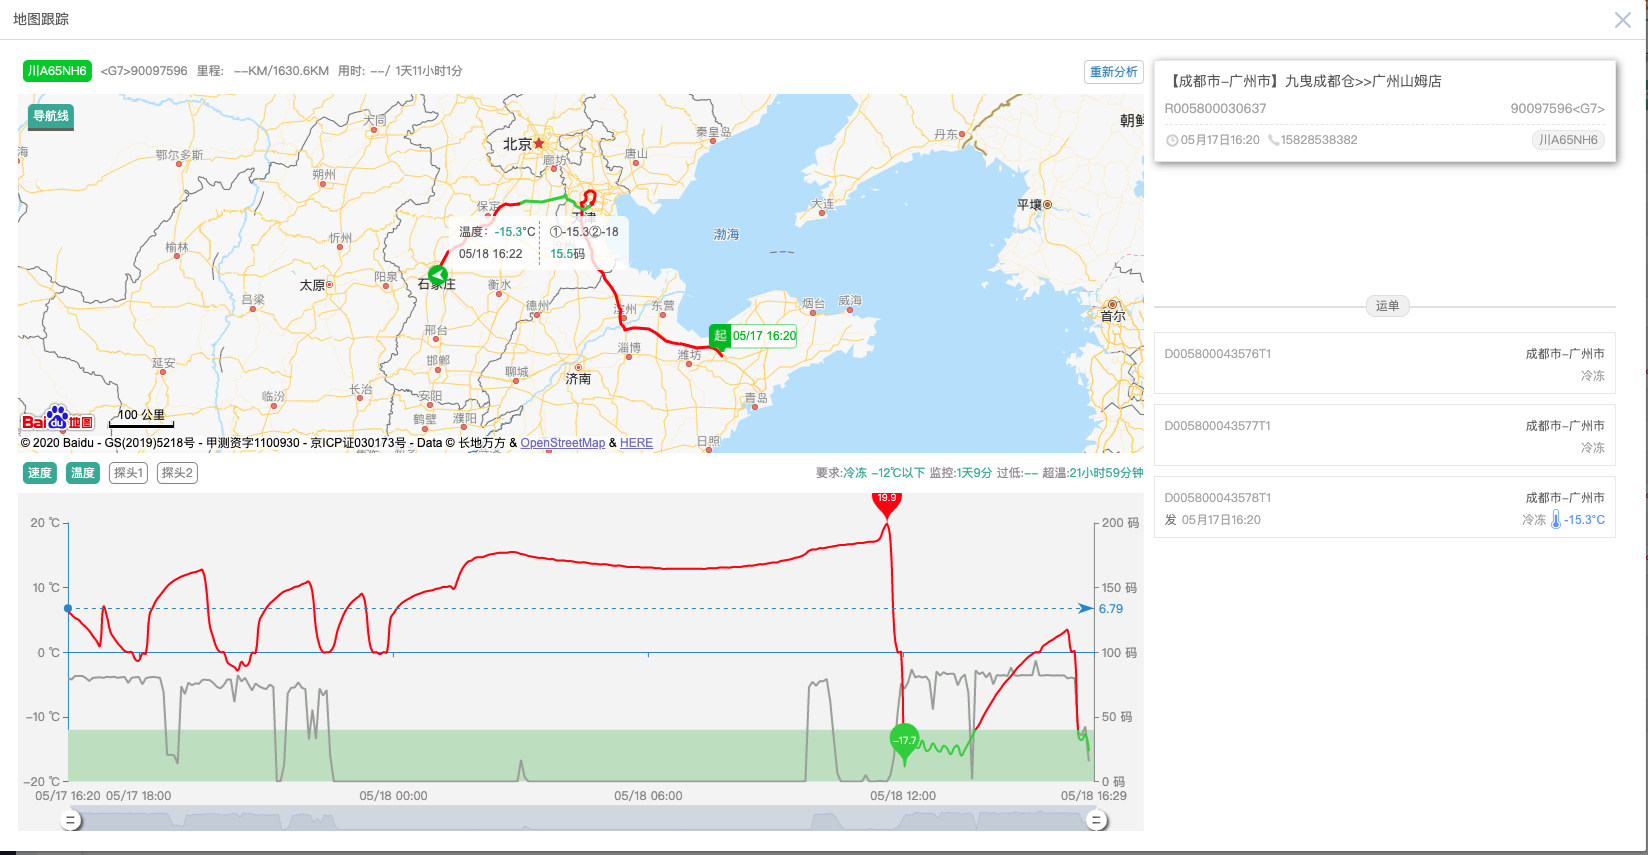 地图跟踪
川A65NH6 <G7>90097596 里程: --KM/1630.6KM 用时: --/ 1天11小时1分
重新分析
导航线
大同
秦皇岛
丹东
朝鲜
北京
鄂尔多斯
廊坊
唐山
朔州
保定
天津
大连
平壤
渤海
温度: -15.3°C ①-15.3②-18
05/18 16:22 15.5码
榆林
忻州
阳泉
石家庄
太原
衡水
吕梁
德州
滨州
东营
烟台
威海
首尔
起 05/17 16:20
邢台
淄博
潍坊
延安
邯郸
聊城
济南
长治
临汾
安阳
青岛
鹤壁
濮阳
日照
100 公里
Bai du 地图
© 2020 Baidu - GS(2019)5218号 - 甲测资字1100930 - 京ICP证030173号 - Data © 长地万方 & OpenStreetMap & HERE
速度 温度 探头1 探头2
要求:冷冻 -12℃以下 监控:1天9分 过低:-- 超温:21小时59分钟
19.9
20 ℃
200 码
10 ℃
150 码
6.79
0 ℃
100 码
-10 ℃
50 码
-17.7
-20 ℃
0 码
05/17 16:20 05/17 18:00 05/18 00:00 05/18 06:00 05/18 12:00 05/18 16:29
【成都市-广州市】九曳成都仓>>广州山姆店
R005800030637 90097596<G7>
05月17日16:20 15828538382 川A65NH6
运单
D005800043576T1 成都市-广州市
冷冻
D005800043577T1 成都市-广州市
冷冻
D005800043578T1 成都市-广州市
发 05月17日16:20 冷冻 -15.3°C